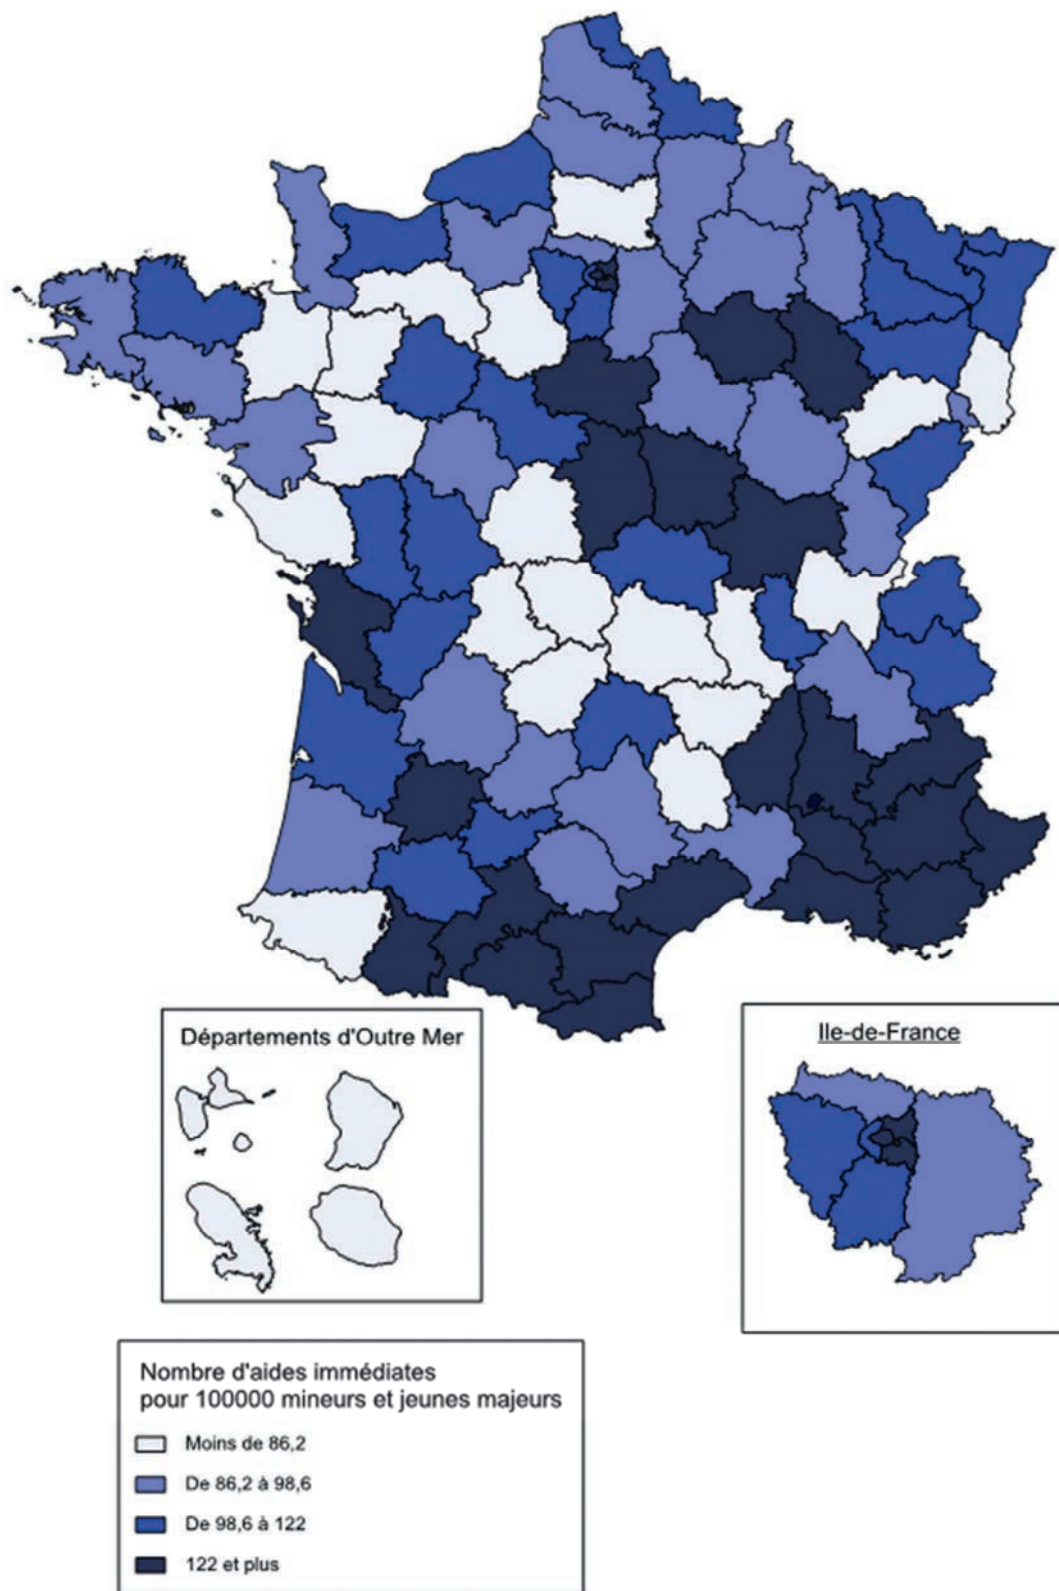 Départements d'Outre Mer
Ile-de-France
Nombre d'aides immédiates
pour 100000 mineurs et jeunes majeurs
Moins de 86,2
De 86,2 à 98,6
De 98,6 à 122
122 et plus